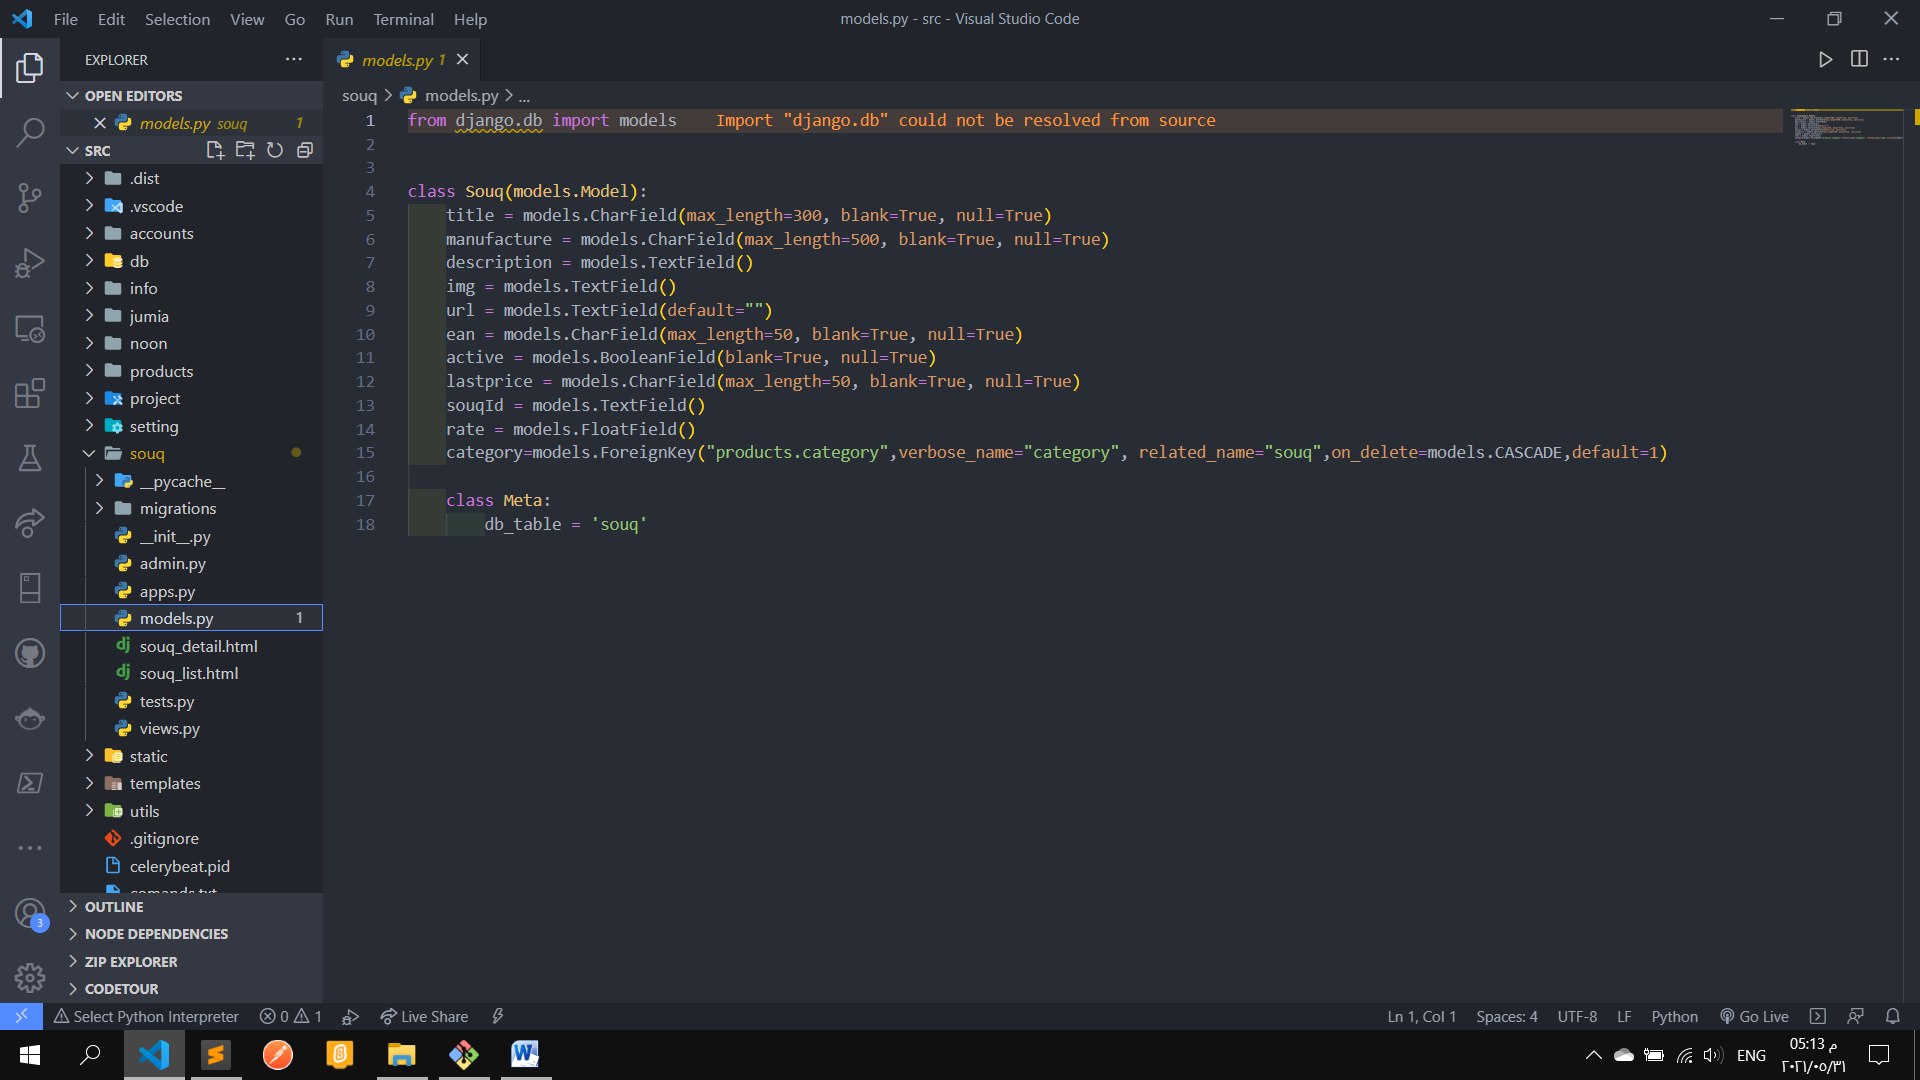 File Edit Selection View Go Run Terminal Help
models.py - src - Visual Studio Code
EXPLORER
models.py 1
OPEN EDITORS
models.py souq 1
SRC
.dist
.vscode
accounts
db
info
jumia
noon
products
project
setting
souq
__pycache__
migrations
__init__.py
admin.py
apps.py
models.py 1
souq_detail.html
souq_list.html
tests.py
views.py
static
templates
utils
.gitignore
celerybeat.pid
comands.txt
OUTLINE
NODE DEPENDENCIES
ZIP EXPLORER
CODETOUR
3
souq > models.py > ...
1 from django.db import models Import "django.db" could not be resolved from source
2
3
4 class Souq(models.Model):
5 title = models.CharField(max_length=300, blank=True, null=True)
6 manufacture = models.CharField(max_length=500, blank=True, null=True)
7 description = models.TextField()
8 img = models.TextField()
9 url = models.TextField(default="")
10 ean = models.CharField(max_length=50, blank=True, null=True)
11 active = models.BooleanField(blank=True, null=True)
12 lastprice = models.CharField(max_length=50, blank=True, null=True)
13 souqId = models.TextField()
14 rate = models.FloatField()
15 category=models.ForeignKey("products.category",verbose_name="category", related_name="souq",on_delete=models.CASCADE,default=1)
16
17 class Meta:
18 db_table = 'souq'
Select Python Interpreter 0 1 Live Share
Ln 1, Col 1 Spaces: 4 UTF-8 LF Python Go Live
ENG
05:13 م
٢٠٢١/٠٥/٣١